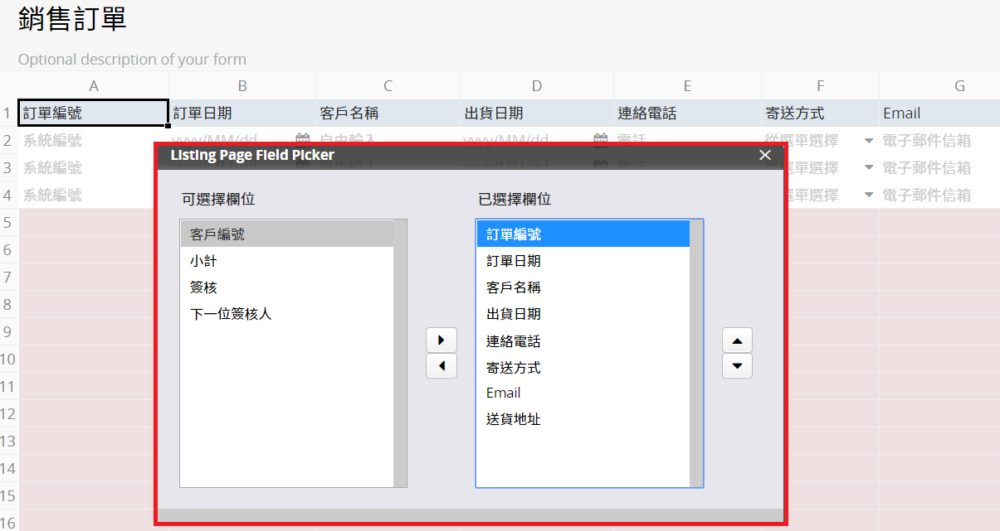 銷售訂單
Optional description of your form
A B C D E F G
1 訂單編號 訂單日期 客戶名稱 出貨日期 連絡電話 寄送方式 Email
2 系統編號 yyyy/MM/dd 自由輸入 yyyy/MM/dd 電話 從選單選擇 電子郵件信箱
3 系統編號 選單選擇 電子郵件信箱
4 系統編號 選單選擇 電子郵件信箱
5
6
7
8
9
10
11
12
13
14
15
16
Listing Page Field Picker
可選擇欄位
客戶編號
小計
簽核
下一位簽核人
已選擇欄位
訂單編號
訂單日期
客戶名稱
出貨日期
連絡電話
寄送方式
Email
送貨地址